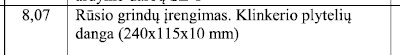 8,07 Rūsio grindų įrengimas. Klinkerio plytelių
danga (240x115x10 mm)